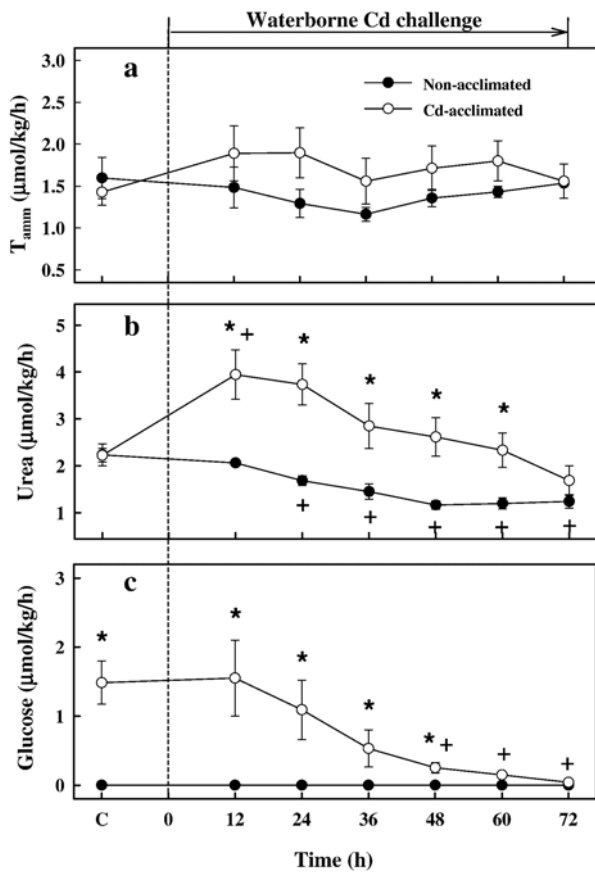 Waterborne Cd challenge
a
Non-acclimated
Cd-acclimated
3.0
2.5
2.0
1.5
1.0
0.5
T_amm (μmol/kg/h)
b
* + * * * *
5
4
3
2
1
Urea (μmol/kg/h)
+ + + + +
c
* * * * * + + +
3
2
1
0
Glucose (μmol/kg/h)
C 0 12 24 36 48 60 72
Time (h)